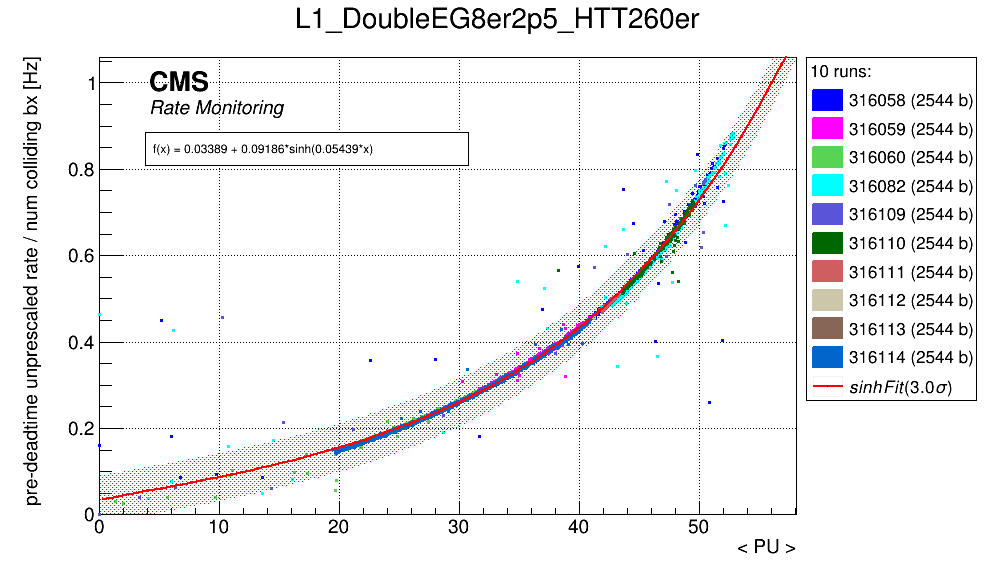 L1_DoubleEG8er2p5_HTT260er
pre-deadtime unprescaled rate / num colliding bx [Hz]
CMS
Rate Monitoring
f(x) = 0.03389 + 0.09186*sinh(0.05439*x)
1
0.8
0.6
0.4
0.2
0
0 10 20 30 40 50
< PU >
10 runs:
316058 (2544 b)
316059 (2544 b)
316060 (2544 b)
316082 (2544 b)
316109 (2544 b)
316110 (2544 b)
316111 (2544 b)
316112 (2544 b)
316113 (2544 b)
316114 (2544 b)
sinhFit(3.0σ)